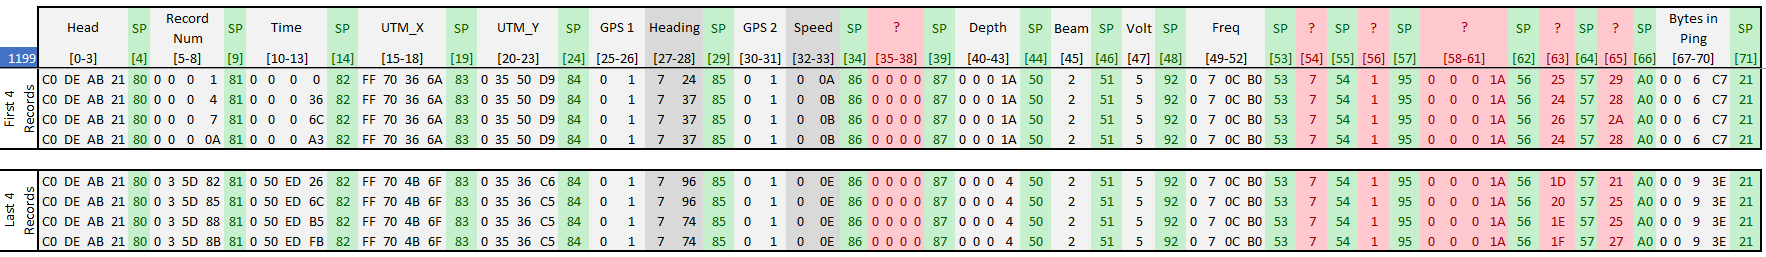 Head SP Record Num SP Time SP UTM_X SP UTM_Y SP GPS 1 Heading SP GPS 2 Speed SP ? SP Depth SP Beam SP Volt SP Freq SP ? SP ? SP ? SP ? SP ? SP Bytes in Ping SP
1199 [0-3] [4] [5-8] [9] [10-13] [14] [15-18] [19] [20-23] [24] [25-26] [27-28] [29] [30-31] [32-33] [34] [35-38] [39] [40-43] [44] [45] [46] [47] [48] [49-52] [53] [54] [55] [56] [57] [58-61] [62] [63] [64] [65] [66] [67-70] [71]
First 4 Records
C0 DE AB 21 80 0 0 0 1 81 0 0 0 0 82 FF 70 36 6A 83 0 35 50 D9 84 0 1 7 24 85 0 1 0 0A 86 0 0 0 0 87 0 0 0 1A 50 2 51 5 92 0 7 0C B0 53 7 54 1 95 0 0 0 1A 56 25 57 29 A0 0 0 6 C7 21
C0 DE AB 21 80 0 0 0 4 81 0 0 0 36 82 FF 70 36 6A 83 0 35 50 D9 84 0 1 7 37 85 0 1 0 0B 86 0 0 0 0 87 0 0 0 1A 50 2 51 5 92 0 7 0C B0 53 7 54 1 95 0 0 0 1A 56 24 57 28 A0 0 0 6 C7 21
C0 DE AB 21 80 0 0 0 7 81 0 0 0 6C 82 FF 70 36 6A 83 0 35 50 D9 84 0 1 7 37 85 0 1 0 0B 86 0 0 0 0 87 0 0 0 1A 50 2 51 5 92 0 7 0C B0 53 7 54 1 95 0 0 0 1A 56 26 57 2A A0 0 0 6 C7 21
C0 DE AB 21 80 0 0 0 0A 81 0 0 0 A3 82 FF 70 36 6A 83 0 35 50 D9 84 0 1 7 37 85 0 1 0 0B 86 0 0 0 0 87 0 0 0 1A 50 2 51 5 92 0 7 0C B0 53 7 54 1 95 0 0 0 1A 56 24 57 28 A0 0 0 6 C7 21
Last 4 Records
C0 DE AB 21 80 0 3 5D 82 81 0 50 ED 26 82 FF 70 4B 6F 83 0 35 36 C6 84 0 1 7 96 85 0 1 0 0E 86 0 0 0 0 87 0 0 0 4 50 2 51 5 92 0 7 0C B0 53 7 54 1 95 0 0 0 1A 56 1D 57 21 A0 0 0 9 3E 21
C0 DE AB 21 80 0 3 5D 85 81 0 50 ED 6C 82 FF 70 4B 6F 83 0 35 36 C5 84 0 1 7 96 85 0 1 0 0E 86 0 0 0 0 87 0 0 0 4 50 2 51 5 92 0 7 0C B0 53 7 54 1 95 0 0 0 1A 56 20 57 25 A0 0 0 9 3E 21
C0 DE AB 21 80 0 3 5D 88 81 0 50 ED B5 82 FF 70 4B 6F 83 0 35 36 C5 84 0 1 7 74 85 0 1 0 0E 86 0 0 0 0 87 0 0 0 4 50 2 51 5 92 0 7 0C B0 53 7 54 1 95 0 0 0 1A 56 1E 57 25 A0 0 0 9 3E 21
C0 DE AB 21 80 0 3 5D 8B 81 0 50 ED FB 82 FF 70 4B 6F 83 0 35 36 C5 84 0 1 7 74 85 0 1 0 0E 86 0 0 0 0 87 0 0 0 4 50 2 51 5 92 0 7 0C B0 53 7 54 1 95 0 0 0 1A 56 1F 57 27 A0 0 0 9 3E 21